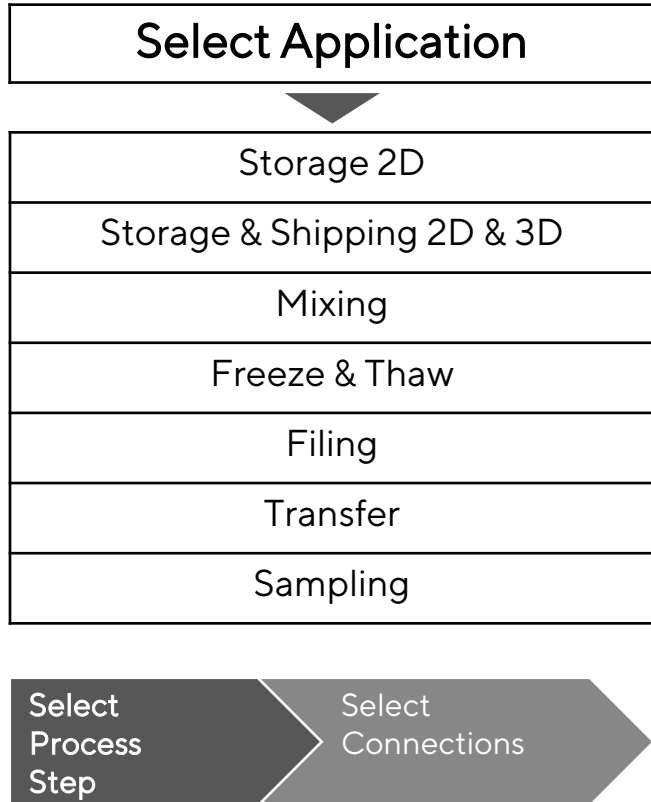 Select Application
Storage 2D
Storage & Shipping 2D & 3D
Mixing
Freeze & Thaw
Filing
Transfer
Sampling
Select
Process
Step
Select
Connections